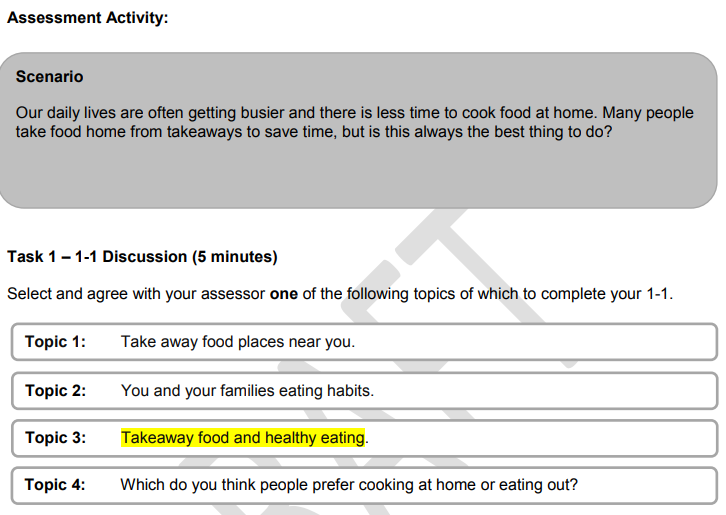 Assessment Activity:
Scenario
Our daily lives are often getting busier and there is less time to cook food at home. Many people
take food home from takeaways to save time, but is this always the best thing to do?
Task 1 – 1-1 Discussion (5 minutes)
Select and agree with your assessor one of the following topics of which to complete your 1-1.
Topic 1: Take away food places near you.
Topic 2: You and your families eating habits.
Topic 3: Takeaway food and healthy eating.
Topic 4: Which do you think people prefer cooking at home or eating out?